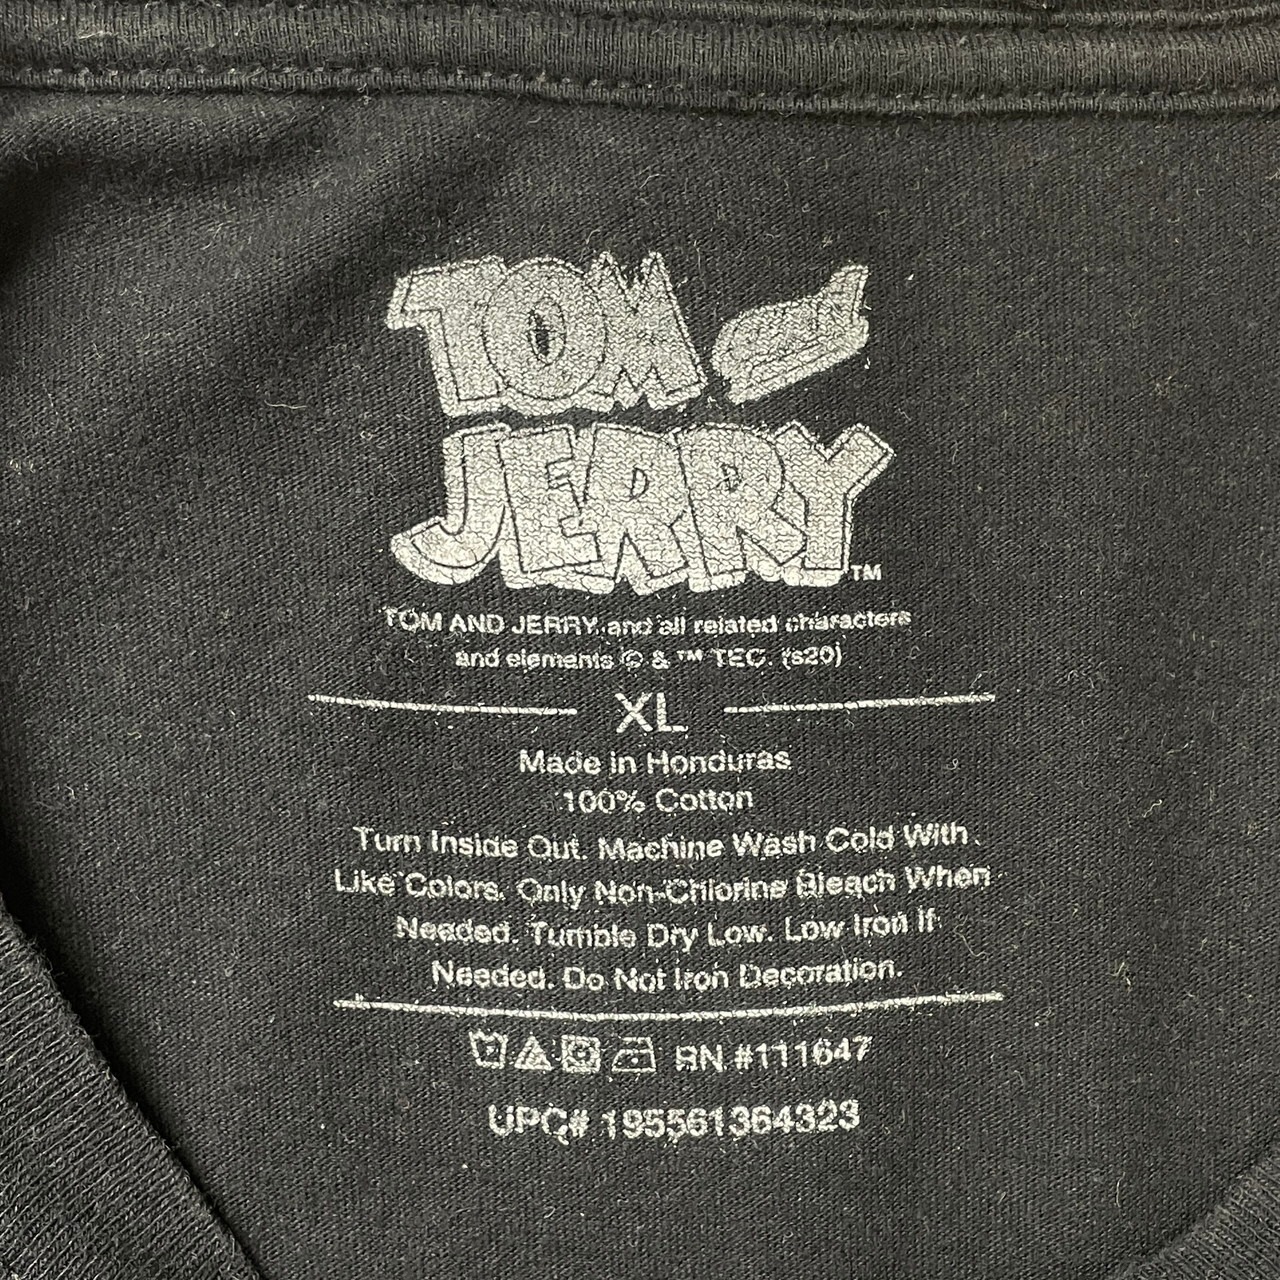 TOM and
JERRY™
TOM AND JERRY and all related characters
and elements © & ™ TEC. (s20)
XL
Made in Honduras
100% Cotton
Turn Inside Out. Machine Wash Cold With
Like Colors. Only Non-Chlorine Bleach When
Needed. Tumble Dry Low. Low Iron If
Needed. Do Not Iron Decoration.
RN #111647
UPC# 195561364323